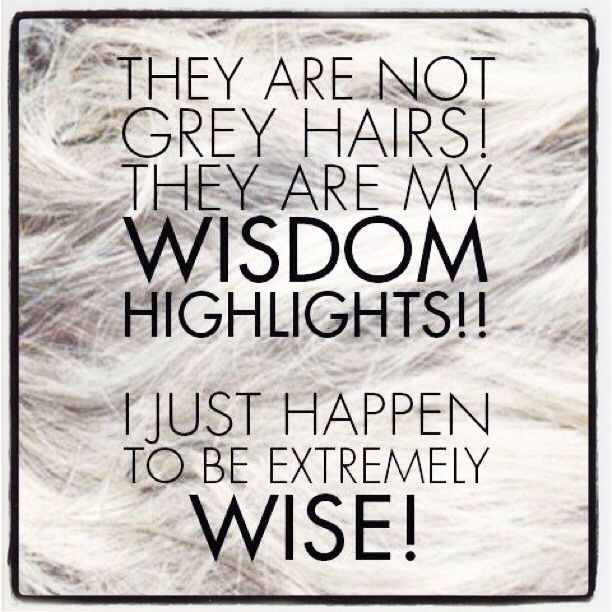 THEY ARE NOT
GREY HAIRS!
THEY ARE MY
WISDOM
HIGHLIGHTS!!
I JUST HAPPEN
TO BE EXTREMELY
WISE!